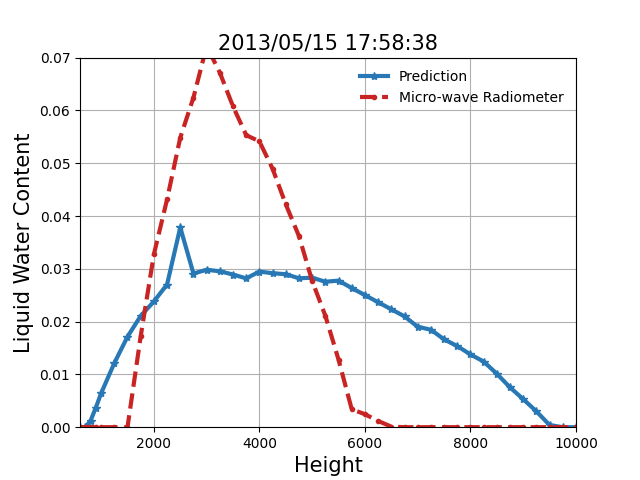 2013/05/15 17:58:38
0.07
0.06
0.05
0.04
0.03
0.02
0.01
0.00
Liquid Water Content
Prediction
Micro-wave Radiometer
2000 4000 6000 8000 10000
Height